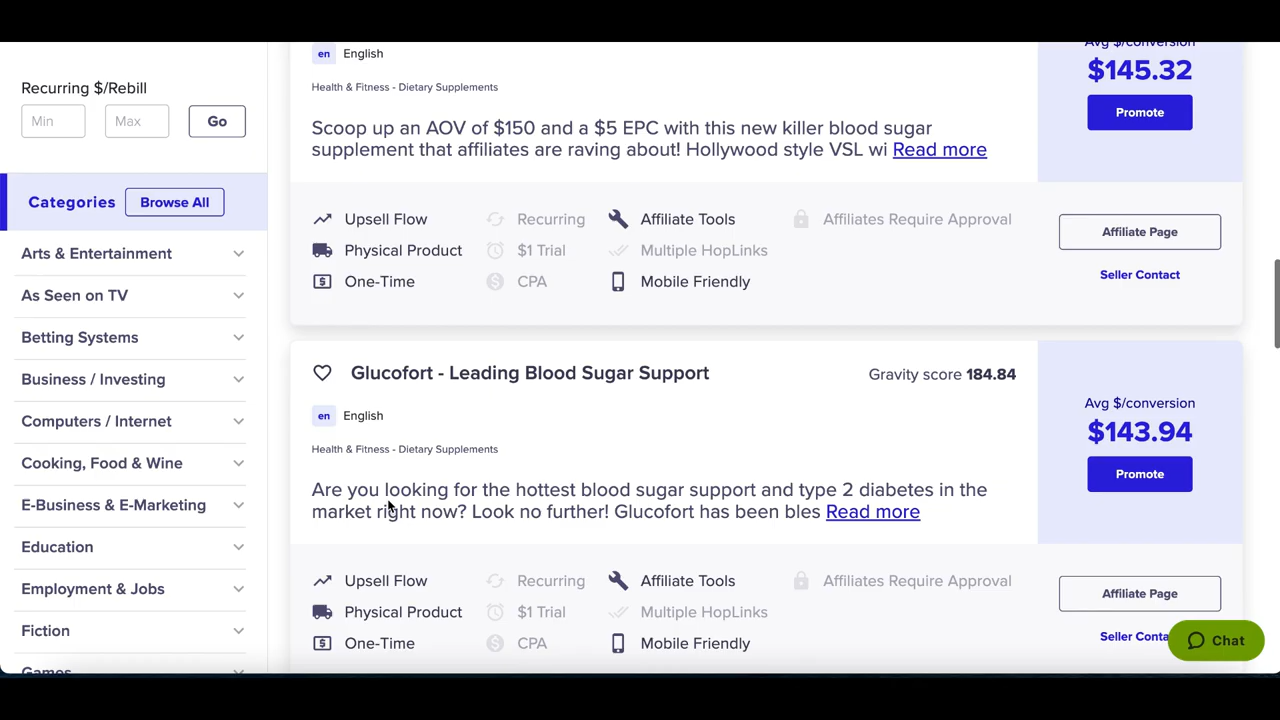 Recurring $/Rebill
Min
Max
Go
Categories
Browse All
Arts & Entertainment
As Seen on TV
Betting Systems
Business / Investing
Computers / Internet
Cooking, Food & Wine
E-Business & E-Marketing
Education
Employment & Jobs
Fiction
Games
en English
Health & Fitness - Dietary Supplements
Scoop up an AOV of $150 and a $5 EPC with this new killer blood sugar
supplement that affiliates are raving about! Hollywood style VSL wi Read more
Avg $/conversion
$145.32
Promote
Upsell Flow
Recurring
Affiliate Tools
Affiliates Require Approval
Physical Product
$1 Trial
Multiple HopLinks
One-Time
CPA
Mobile Friendly
Affiliate Page
Seller Contact
Glucofort - Leading Blood Sugar Support
Gravity score 184.84
en English
Health & Fitness - Dietary Supplements
Are you looking for the hottest blood sugar support and type 2 diabetes in the
market right now? Look no further! Glucofort has been bles Read more
Avg $/conversion
$143.94
Promote
Upsell Flow
Recurring
Affiliate Tools
Affiliates Require Approval
Physical Product
$1 Trial
Multiple HopLinks
One-Time
CPA
Mobile Friendly
Affiliate Page
Seller Conta
Chat